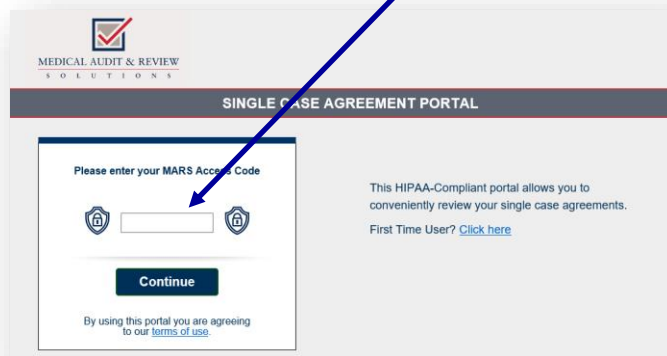 MEDICAL AUDIT & REVIEW
SOLUTIONS
SINGLE CASE AGREEMENT PORTAL
Please enter your MARS Access Code
Continue
By using this portal you are agreeing
to our terms of use.
This HIPAA-Compliant portal allows you to
conveniently review your single case agreements.
First Time User? Click here